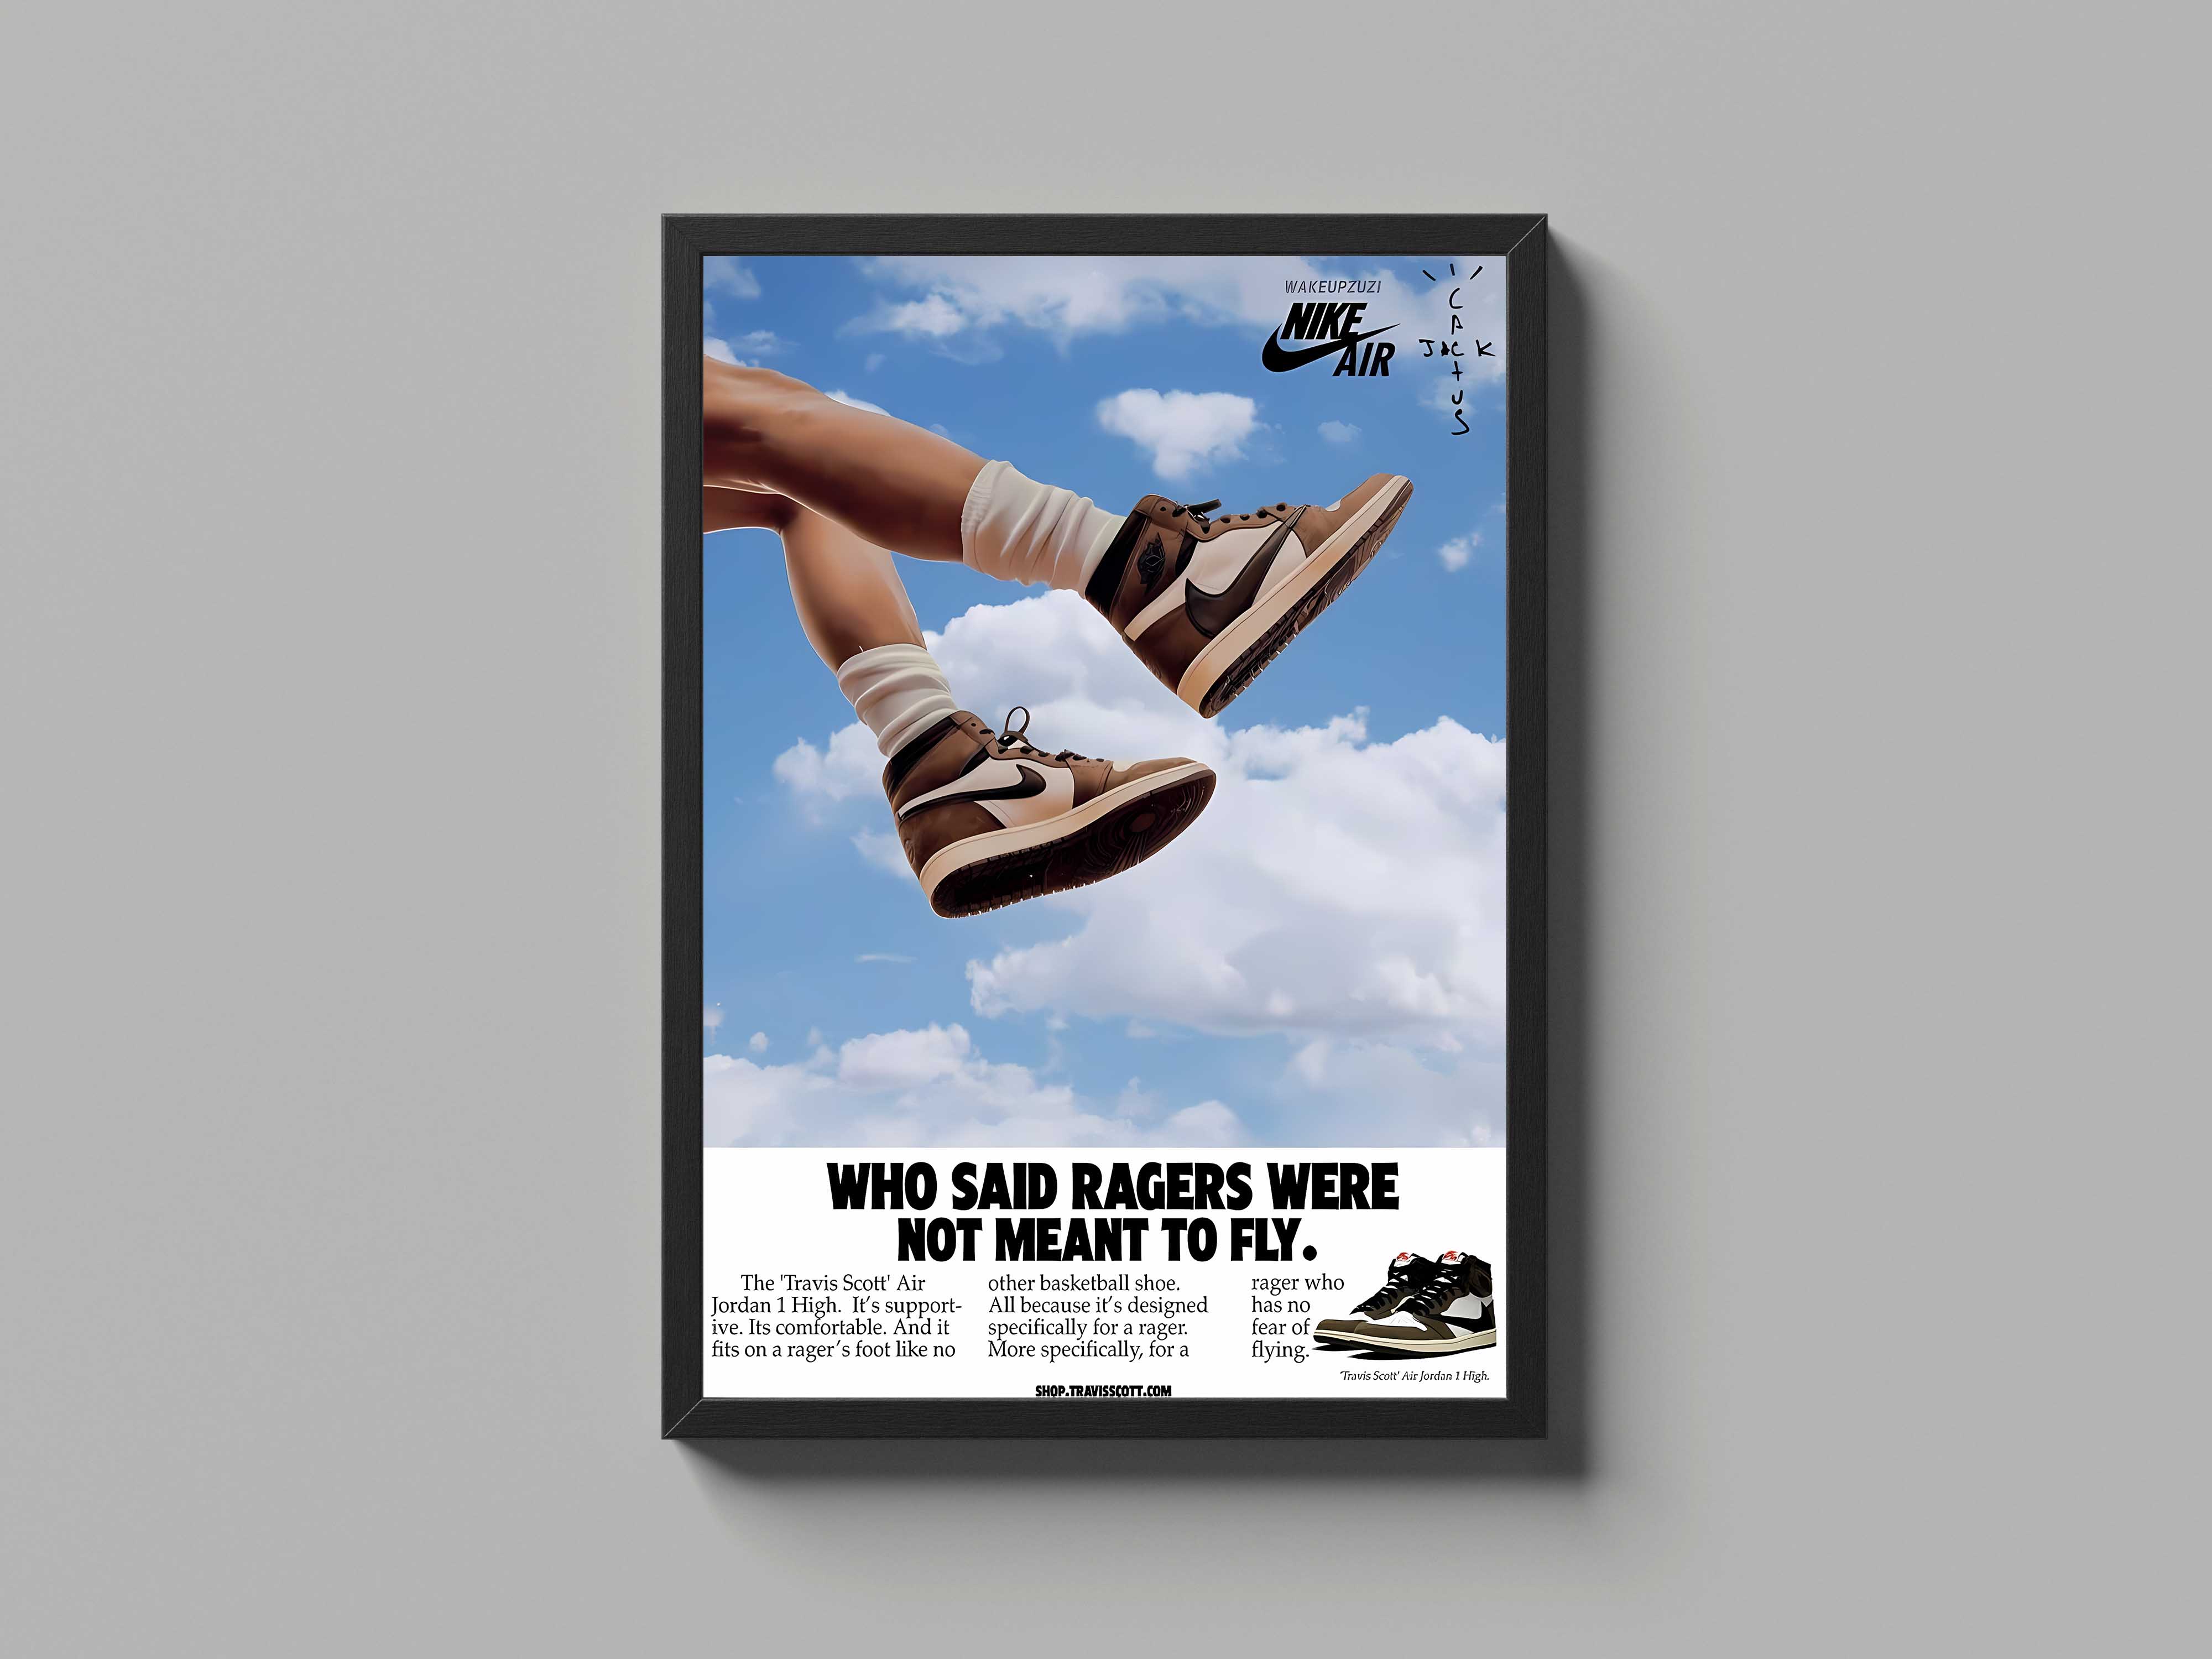 WAKEUPZUZI
NIKE
AIR
CACTUS
JACK
WHO SAID RAGERS WERE
NOT MEANT TO FLY.
The 'Travis Scott' Air
Jordan 1 High. It's support-
ive. Its comfortable. And it
fits on a rager's foot like no
other basketball shoe.
All because it's designed
specifically for a rager.
More specifically, for a
rager who
has no
fear of
flying.
'Travis Scott' Air Jordan 1 High.
SHOP.TRAVISSCOTT.COM